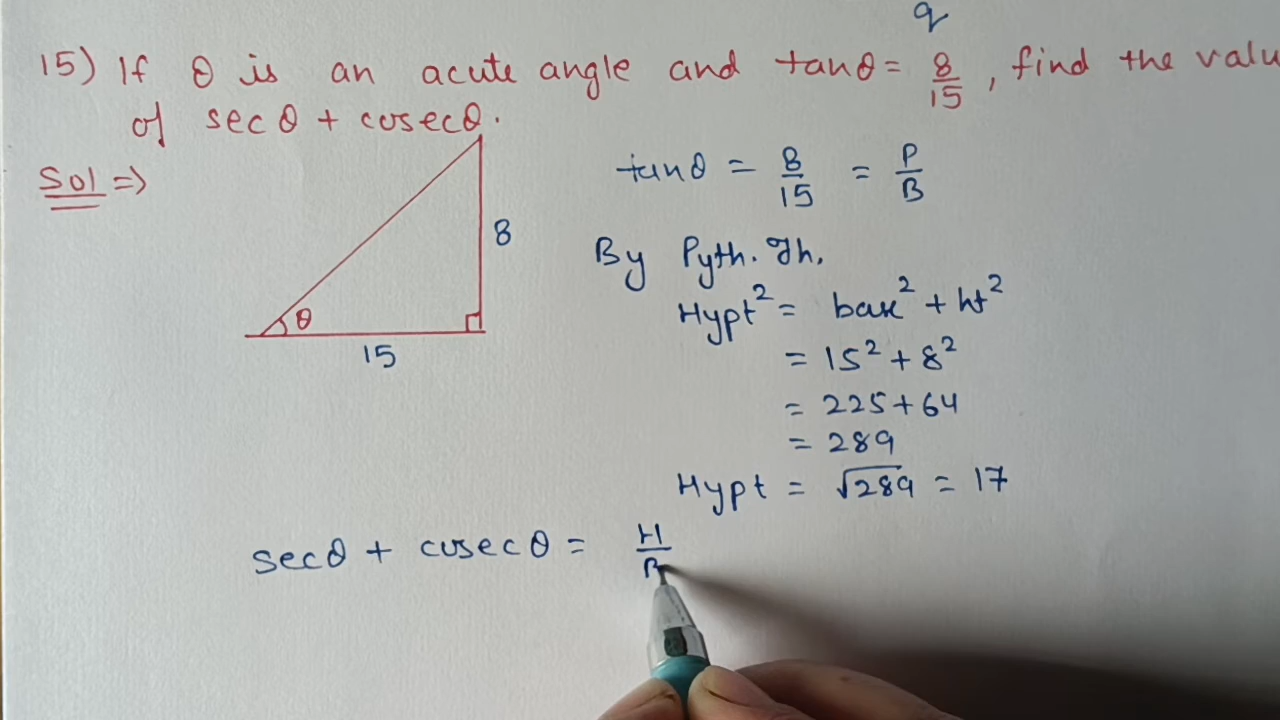 q
15) If θ is an acute angle and tanθ = 8/15, find the valu
of secθ + cosecθ.
Sol ⇒
tanθ = 8/15 = P/B
8
By Pyth. Th.
Hypt² = base² + ht²
θ
15
= 15² + 8²
= 225 + 64
= 289
Hypt = √289 = 17
secθ + cosecθ = H/B